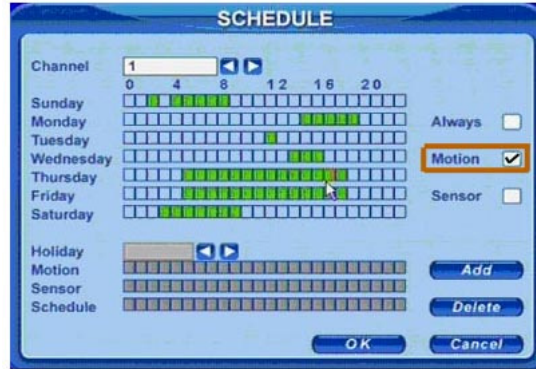 SCHEDULE
Channel 1
0 4 8 12 16 20
Sunday
Monday
Tuesday
Wednesday
Thursday
Friday
Saturday
Always
Motion
Sensor
Holiday
Motion
Sensor
Schedule
Add
Delete
OK
Cancel